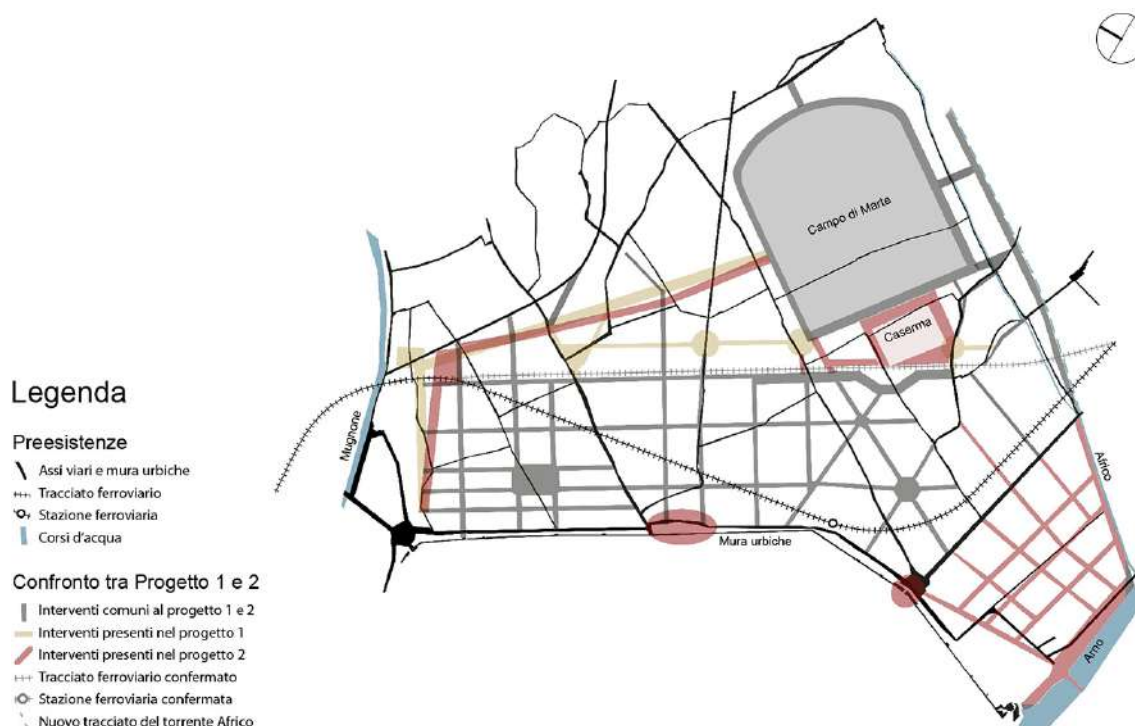 Campo di Marte
Caserma
Mugnone
Africo
Mura urbiche
Arno
Legenda
Preesistenze
Assi viari e mura urbiche
Tracciato ferroviario
Stazione ferroviaria
Corsi d'acqua
Confronto tra Progetto 1 e 2
Interventi comuni al progetto 1 e 2
Interventi presenti nel progetto 1
Interventi presenti nel progetto 2
Tracciato ferroviario confermato
Stazione ferroviaria confermata
Nuovo tracciato del torrente Africo